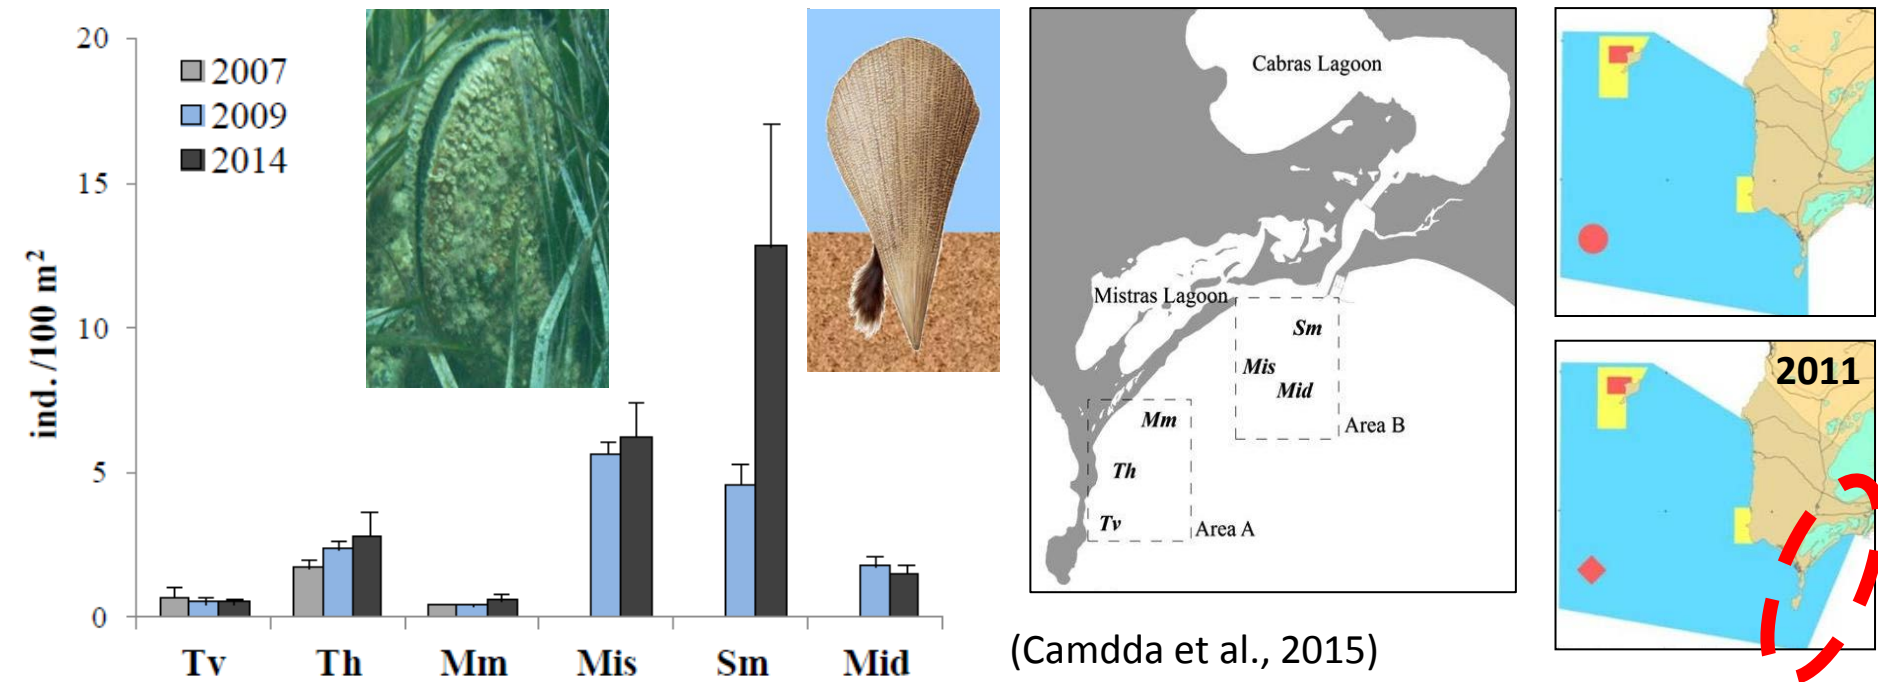 20
15
10
5
0
ind. /100 m²
2007
2009
2014
Tv Th Mm Mis Sm Mid
Cabras Lagoon
Mistras Lagoon
Sm
Mis
Mid
Mm
Area B
Th
Tv
Area A
(Camdda et al., 2015)
2011